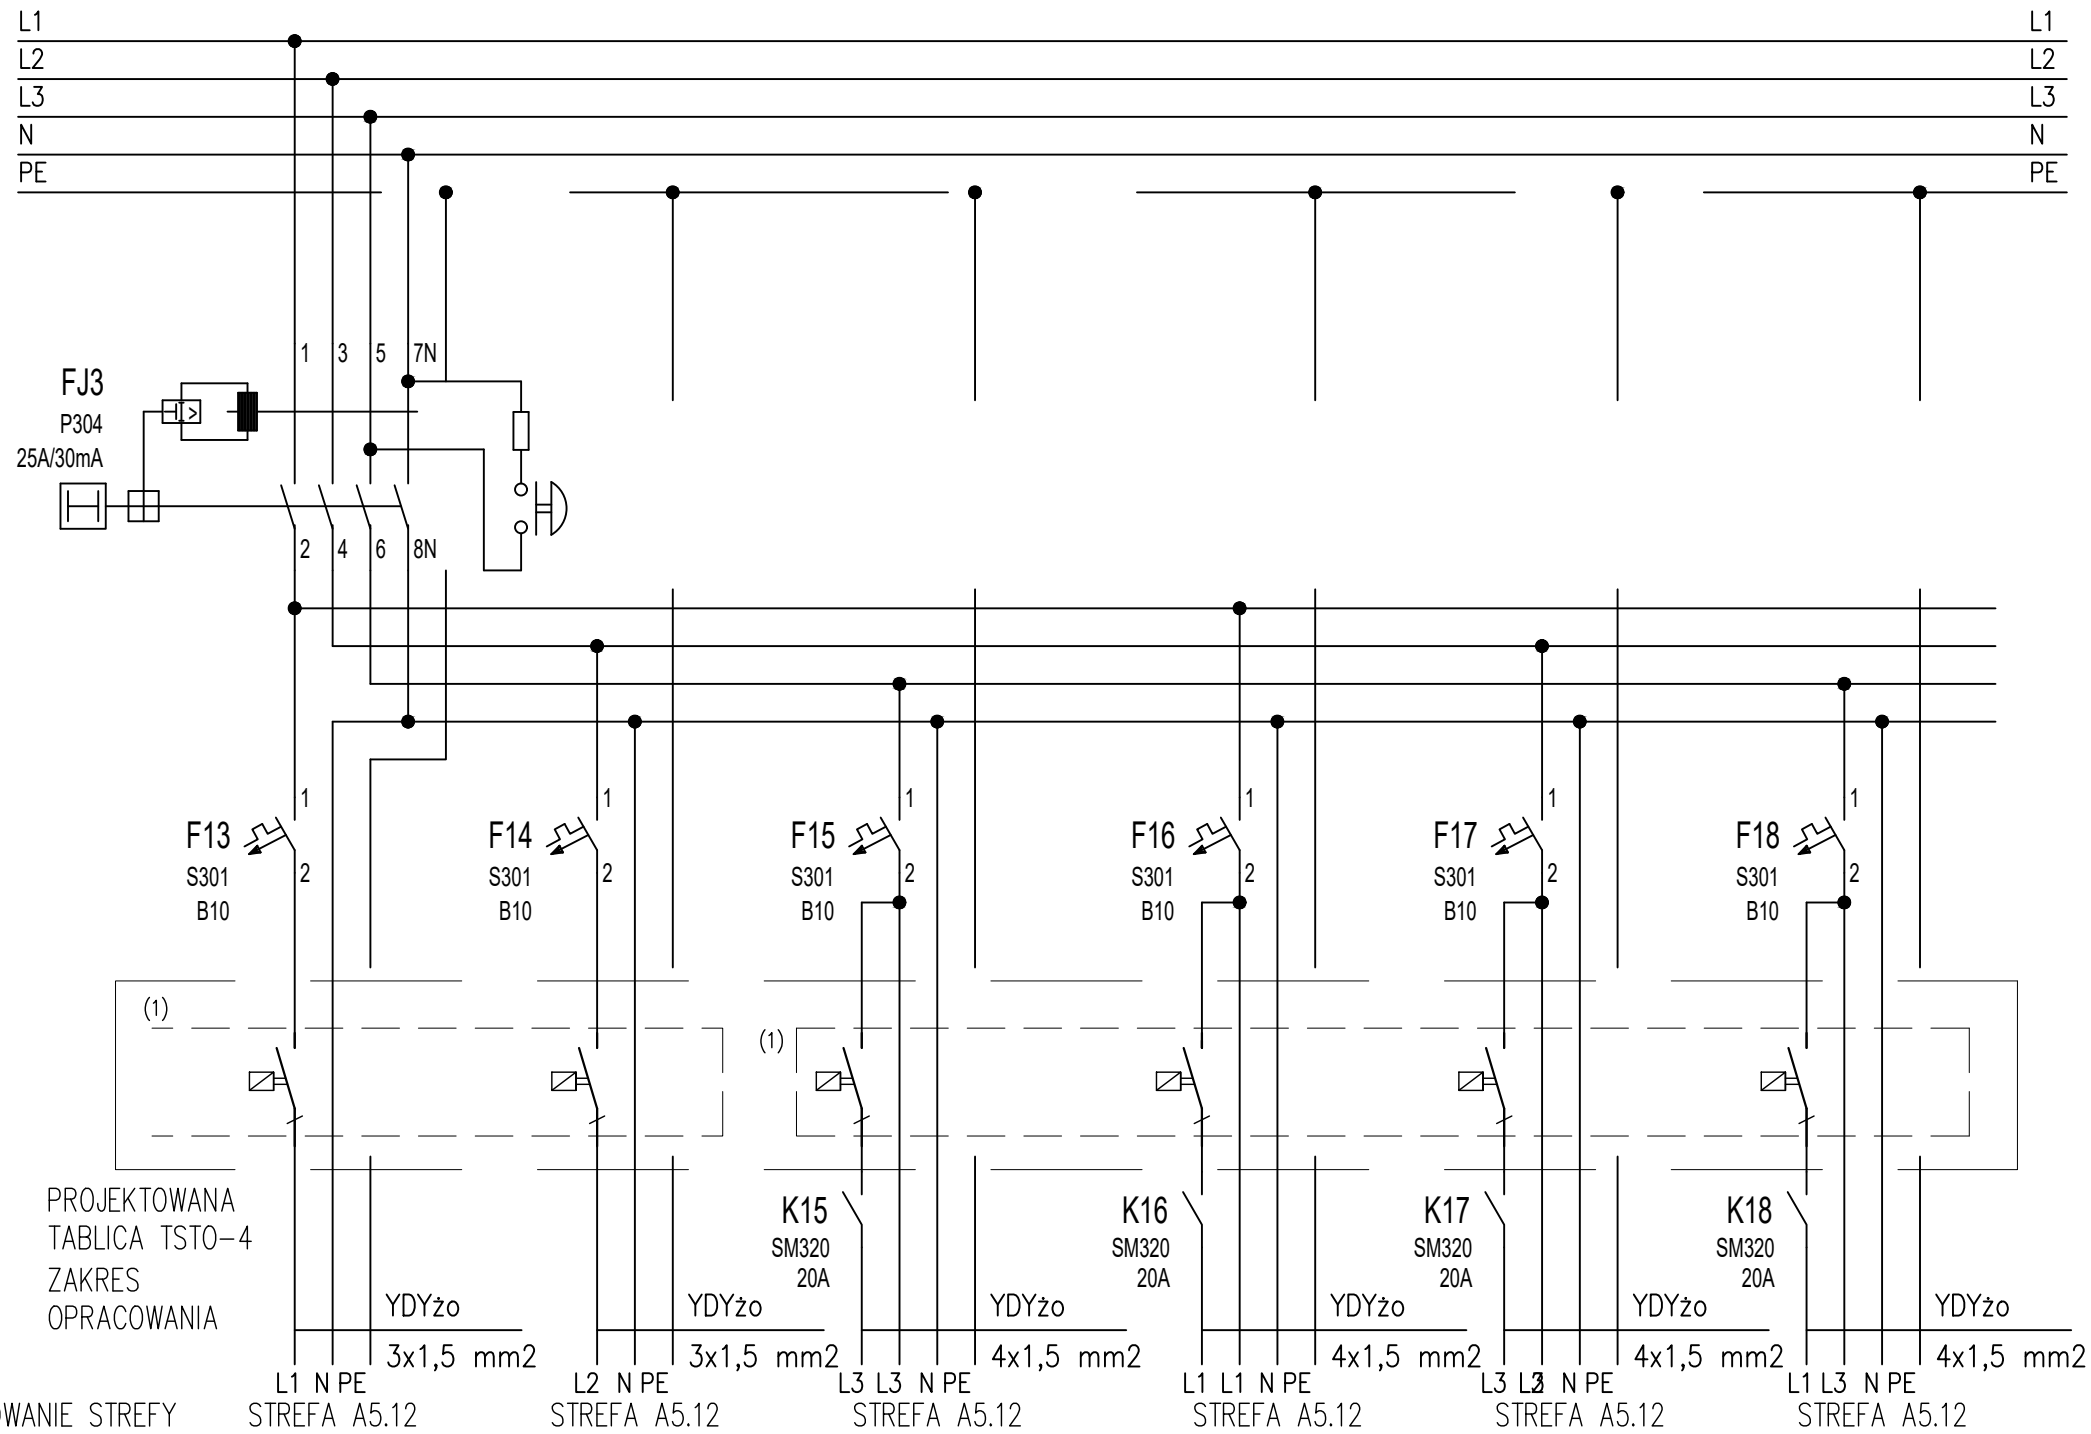 L1 L1
L2 L2
L3 L3
N N
PE PE
1 3 5 7N
FJ3
P304
25A/30mA
2 4 6 8N
1 1 1 1 1 1
F13 F14 F15 F16 F17 F18
2 2 2 2 2 2
S301 S301 S301 S301 S301 S301
B10 B10 B10 B10 B10 B10
(1)
(1)
PROJEKTOWANA
TABLICA TSTO-4
ZAKRES
OPRACOWANIA
K15 K16 K17 K18
SM320 SM320 SM320 SM320
20A 20A 20A 20A
YDYżo YDYżo YDYżo YDYżo YDYżo YDYżo
3x1,5 mm2 3x1,5 mm2 4x1,5 mm2 4x1,5 mm2 4x1,5 mm2 4x1,5 mm2
L1 N PE L2 N PE L3 L3 N PE L1 L1 N PE L3 N PE L1 L3 N PE
OWANIE STREFY STREFA A5.12 STREFA A5.12 STREFA A5.12 STREFA A5.12 STREFA A5.12 STREFA A5.12